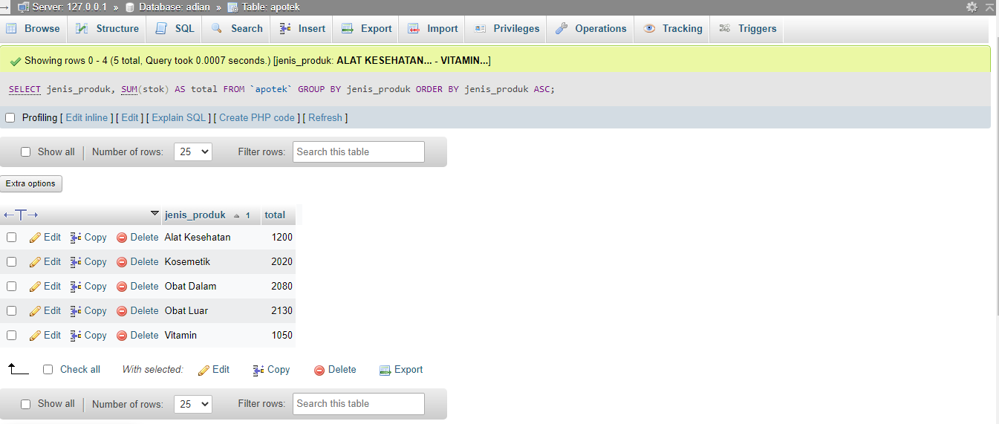 Server: 127.0.0.1 » Database: adian » Table: apotek
Browse Structure SQL Search Insert Export Import Privileges Operations Tracking Triggers
Showing rows 0 - 4 (5 total, Query took 0.0007 seconds.) [jenis_produk: ALAT KESEHATAN... - VITAMIN...]
SELECT jenis_produk, SUM(stok) AS total FROM `apotek` GROUP BY jenis_produk ORDER BY jenis_produk ASC;
Profiling [ Edit inline ] [ Edit ] [ Explain SQL ] [ Create PHP code ] [ Refresh ]
Show all Number of rows: 25 Filter rows: Search this table
Extra options
←T→ jenis_produk 1 total
Edit Copy Delete Alat Kesehatan 1200
Edit Copy Delete Kosemetik 2020
Edit Copy Delete Obat Dalam 2080
Edit Copy Delete Obat Luar 2130
Edit Copy Delete Vitamin 1050
Check all With selected: Edit Copy Delete Export
Show all Number of rows: 25 Filter rows: Search this table